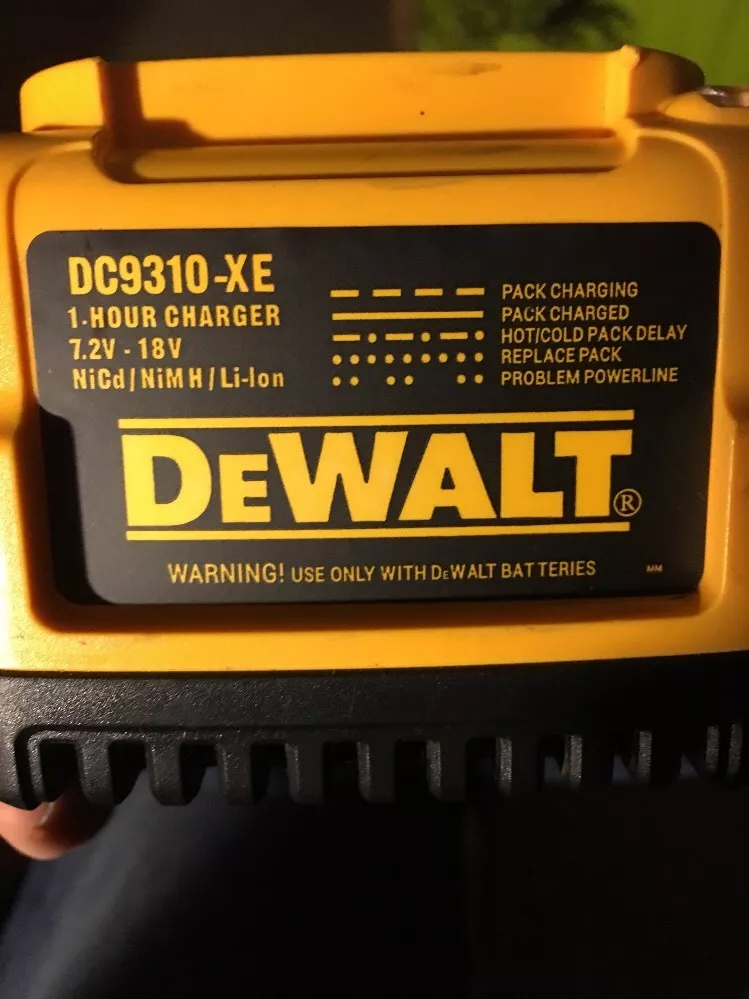 DC9310-XE
1-HOUR CHARGER
7.2V - 18V
NiCd/NiMH/Li-Ion
PACK CHARGING
PACK CHARGED
HOT/COLD PACK DELAY
REPLACE PACK
PROBLEM POWERLINE
DeWALT®
WARNING! USE ONLY WITH DeWALT BATTERIES
MM